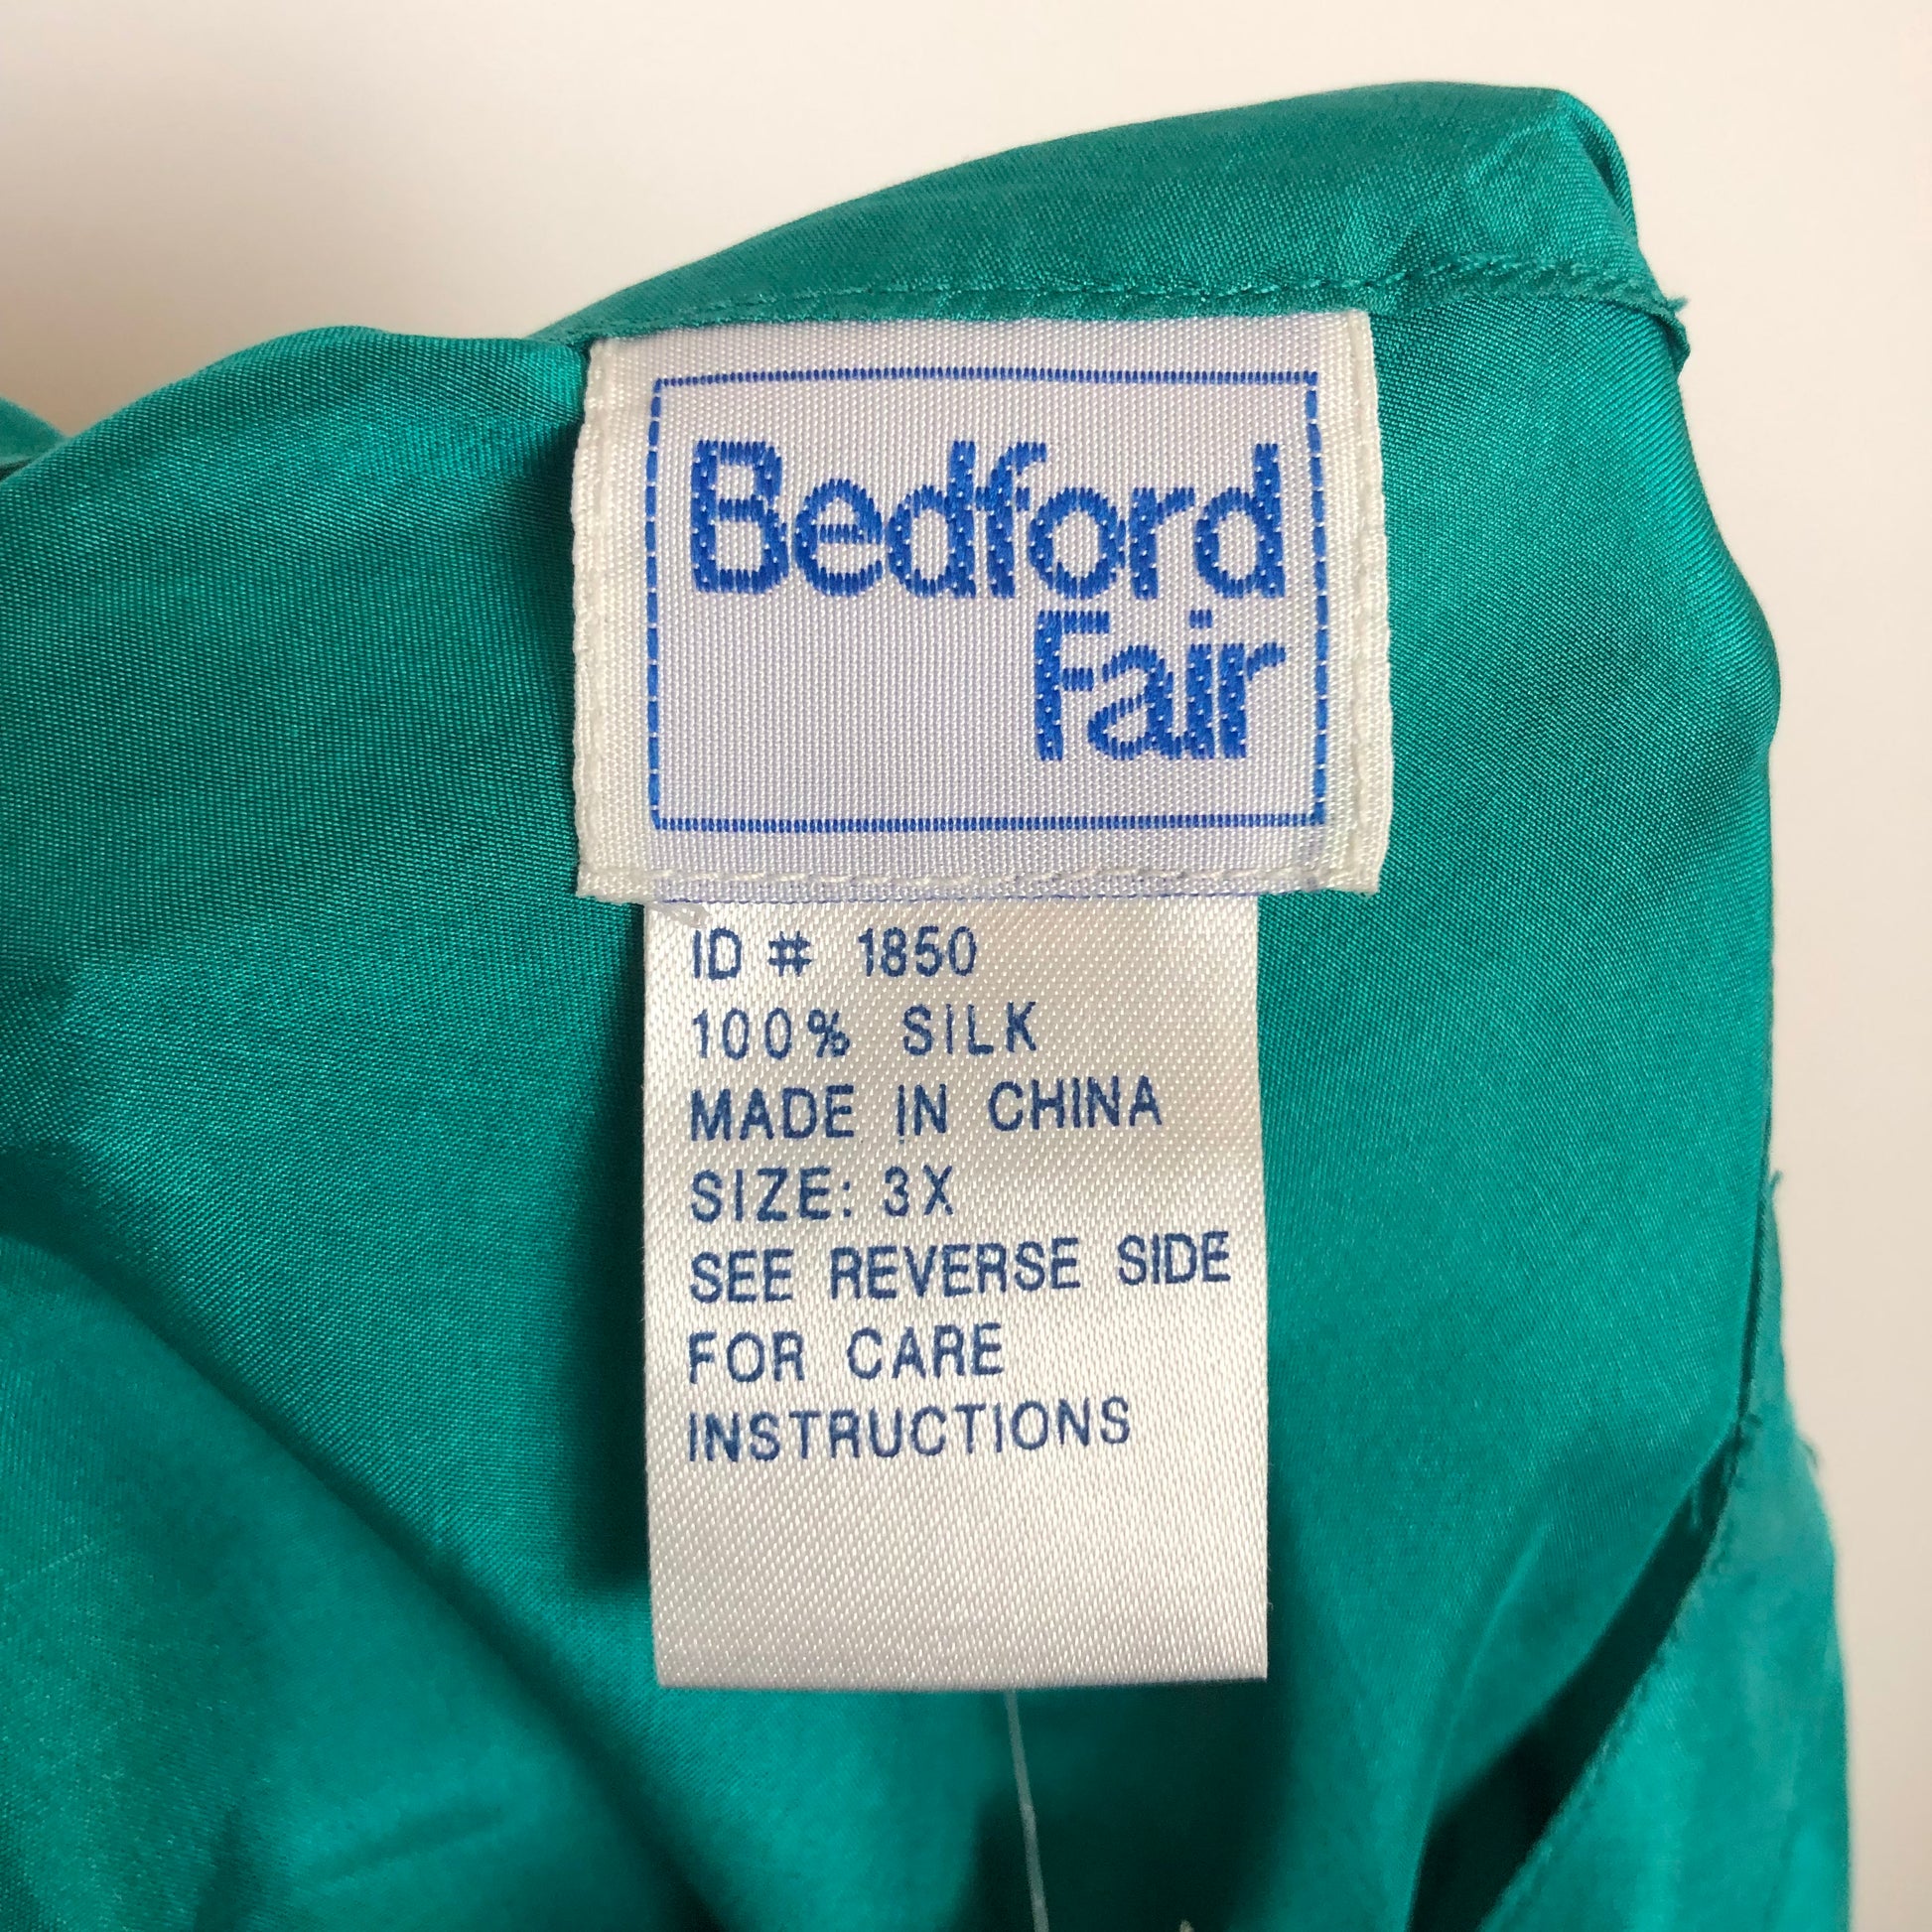 Bedford
Fair
ID # 1850
100% SILK
MADE IN CHINA
SIZE: 3X
SEE REVERSE SIDE
FOR CARE
INSTRUCTIONS